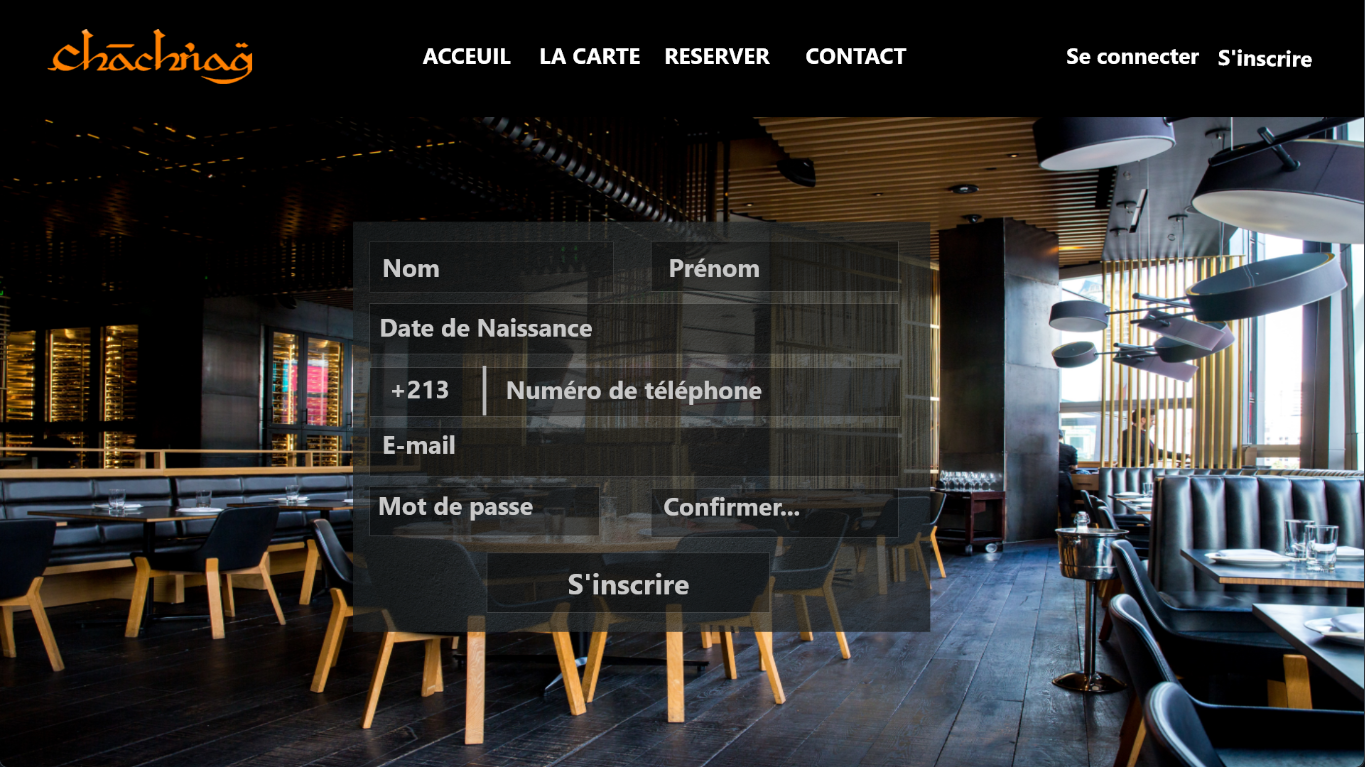 chāchnag̈
ACCEUIL LA CARTE RESERVER CONTACT Se connecter S'inscrire
Nom Prénom
Date de Naissance
+213 Numéro de téléphone
E-mail
Mot de passe Confirmer...
S'inscrire